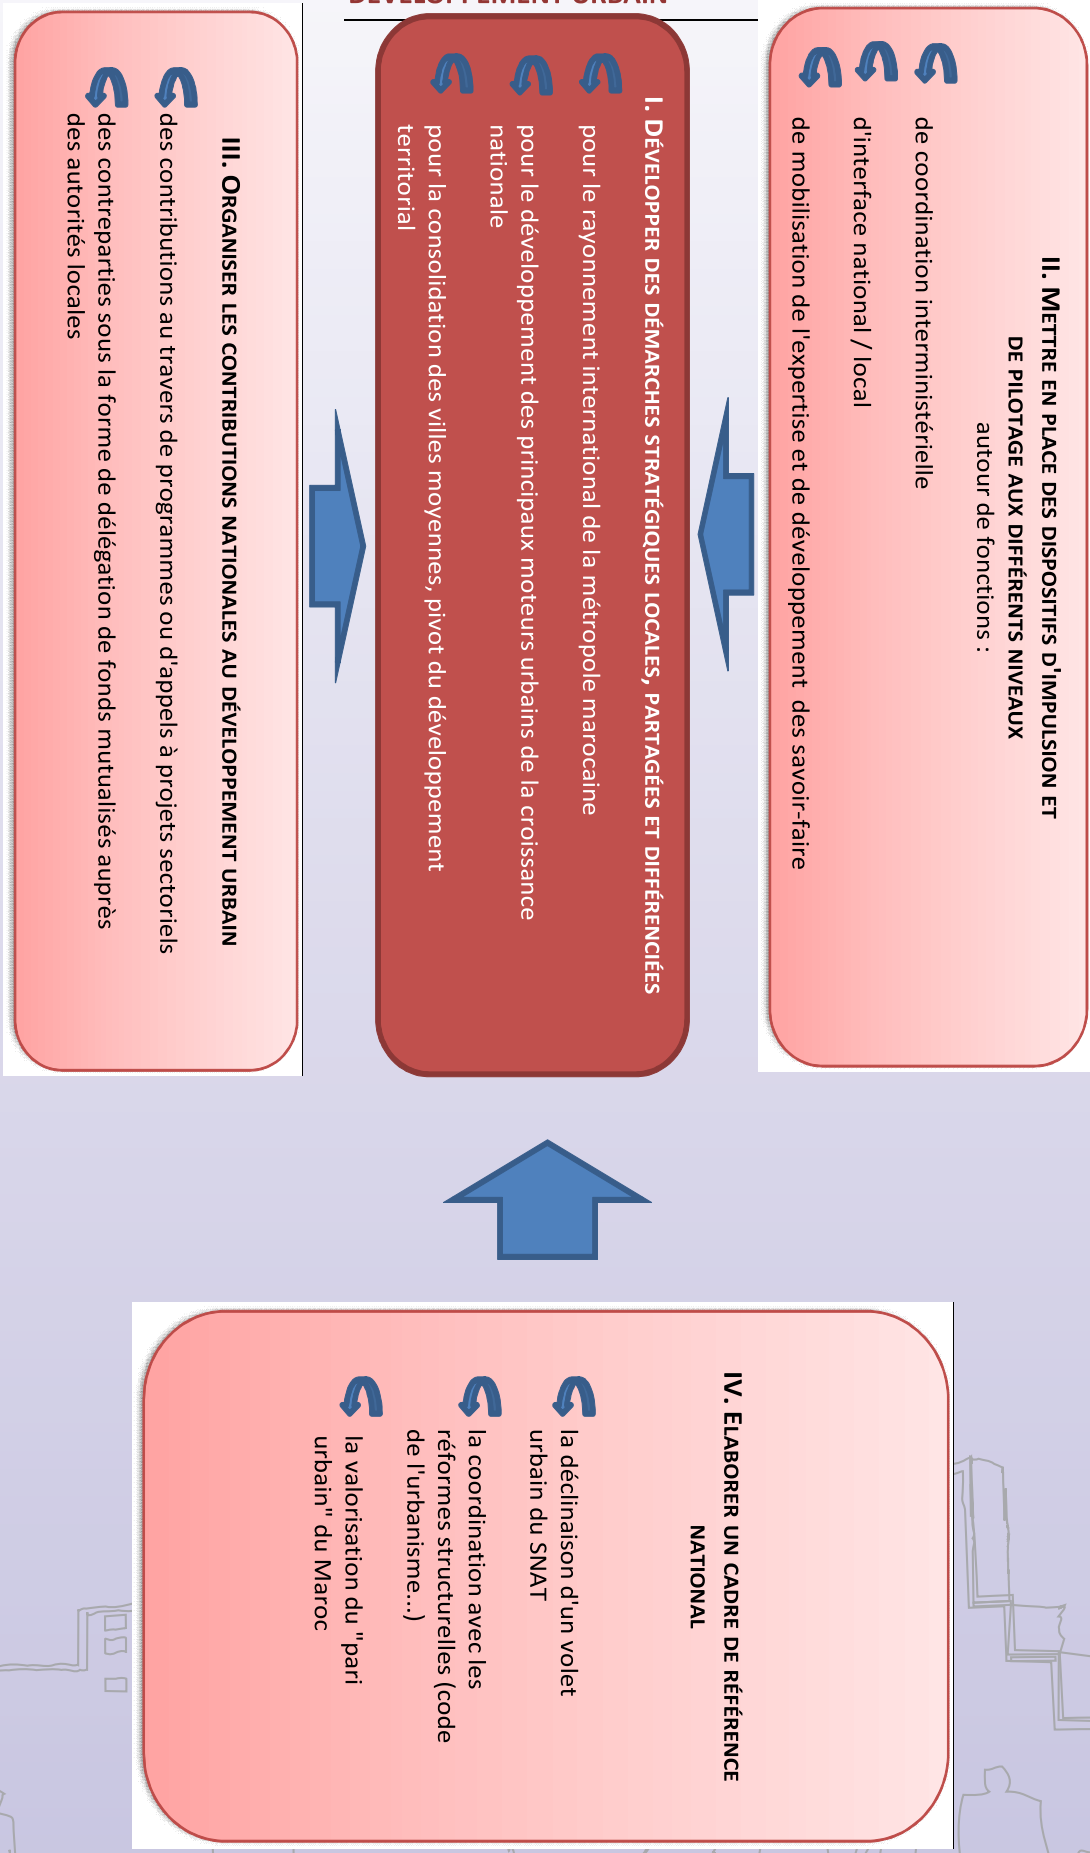 DÉVELOPPEMENT URBAIN
II. METTRE EN PLACE DES DISPOSITIFS D'IMPULSION ET
DE PILOTAGE AUX DIFFÉRENTS NIVEAUX
autour de fonctions :
de coordination interministérielle
d'interface national / local
de mobilisation de l'expertise et de développement des savoir-faire
I. DÉVELOPPER DES DÉMARCHES STRATÉGIQUES LOCALES, PARTAGÉES ET DIFFÉRENCIÉES
pour le rayonnement international de la métropole marocaine
pour le développement des principaux moteurs urbains de la croissance
nationale
pour la consolidation des villes moyennes, pivot du développement
territorial
III. ORGANISER LES CONTRIBUTIONS NATIONALES AU DÉVELOPPEMENT URBAIN
des contributions au travers de programmes ou d'appels à projets sectoriels
des contreparties sous la forme de délégation de fonds mutualisés auprès
des autorités locales
IV. ELABORER UN CADRE DE RÉFÉRENCE
NATIONAL
la déclinaison d'un volet
urbain du SNAT
la coordination avec les
réformes structurelles (code
de l'urbanisme...)
la valorisation du "pari
urbain" du Maroc